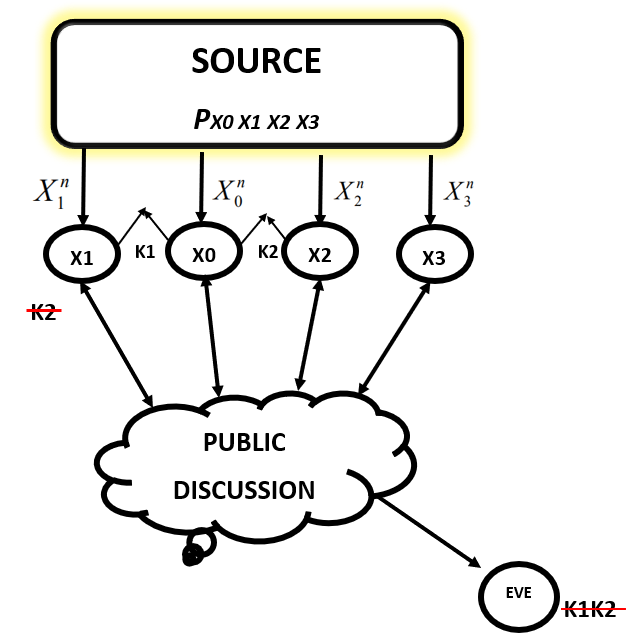 SOURCE
PX0 X1 X2 X3
X₁ⁿ X₀ⁿ X₂ⁿ X₃ⁿ
X1 K1 X0 K2 X2 X3
K2
PUBLIC
DISCUSSION
EVE K1K2